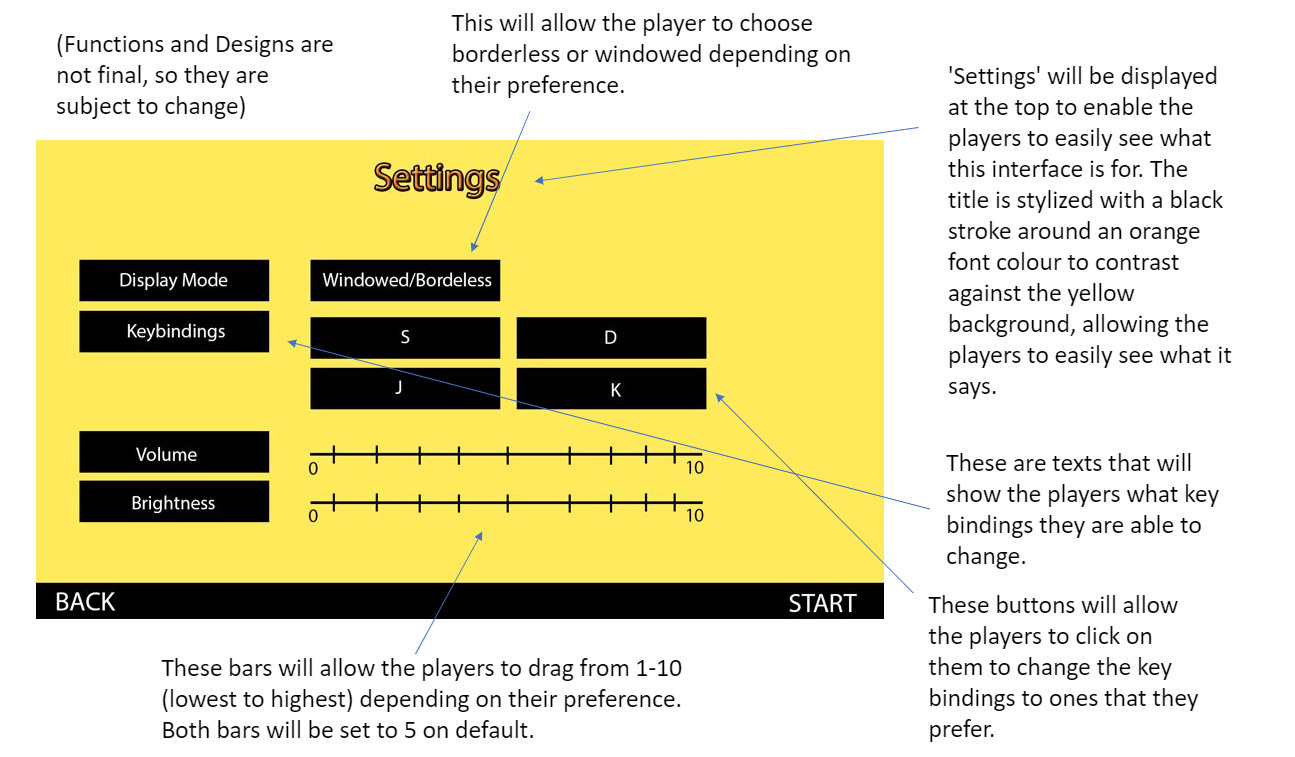 (Functions and Designs are
not final, so they are
subject to change)
This will allow the player to choose
borderless or windowed depending on
their preference.
'Settings' will be displayed
at the top to enable the
players to easily see what
this interface is for. The
title is stylized with a black
stroke around an orange
font colour to contrast
against the yellow
background, allowing the
players to easily see what it
says.
Settings
Display Mode
Windowed/Bordeless
Keybindings
S
D
J
K
Volume
0
10
Brightness
0
10
BACK
START
These are texts that will
show the players what key
bindings they are able to
change.
These buttons will allow
the players to click on
them to change the key
bindings to ones that they
prefer.
These bars will allow the players to drag from 1-10
(lowest to highest) depending on their preference.
Both bars will be set to 5 on default.